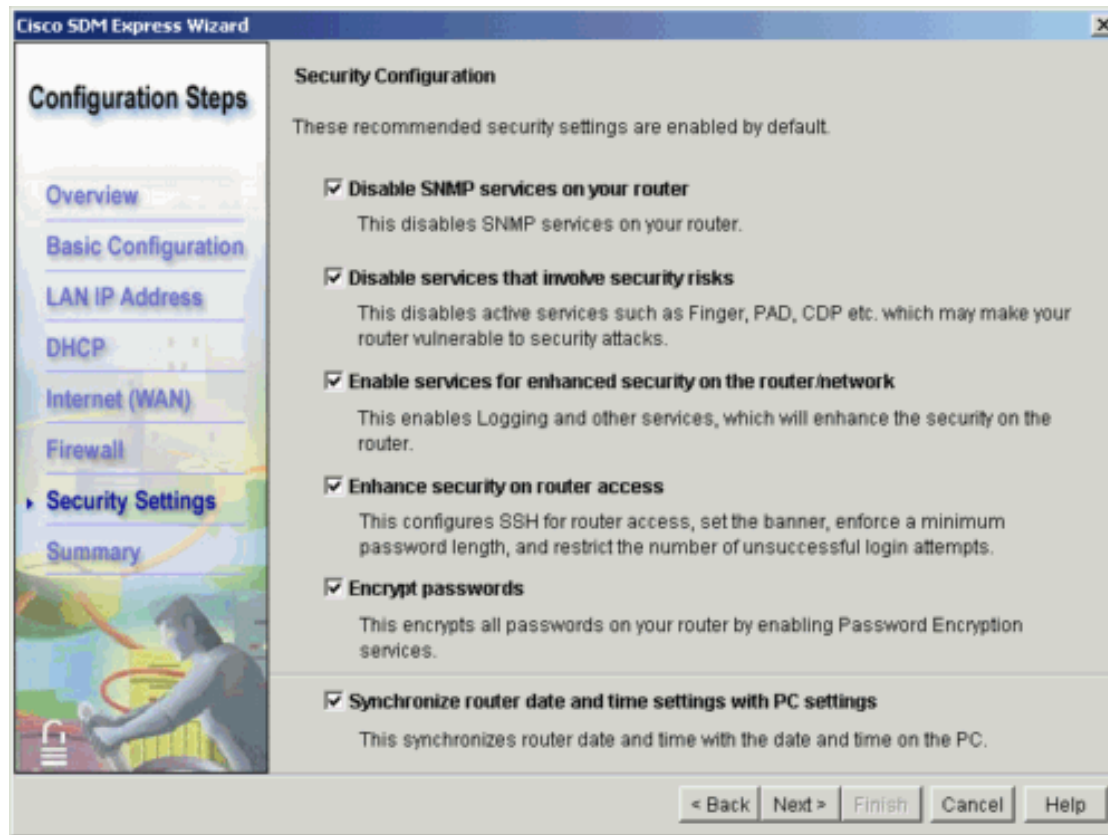 Cisco SDM Express Wizard
Configuration Steps
Overview
Basic Configuration
LAN IP Address
DHCP
Internet (WAN)
Firewall
Security Settings
Summary
Security Configuration
These recommended security settings are enabled by default.
Disable SNMP services on your router
This disables SNMP services on your router.
Disable services that involve security risks
This disables active services such as Finger, PAD, CDP etc. which may make your
router vulnerable to security attacks.
Enable services for enhanced security on the router/network
This enables Logging and other services, which will enhance the security on the
router.
Enhance security on router access
This configures SSH for router access, set the banner, enforce a minimum
password length, and restrict the number of unsuccessful login attempts.
Encrypt passwords
This encrypts all passwords on your router by enabling Password Encryption
services.
Synchronize router date and time settings with PC settings
This synchronizes router date and time with the date and time on the PC.
< Back Next > Finish Cancel Help